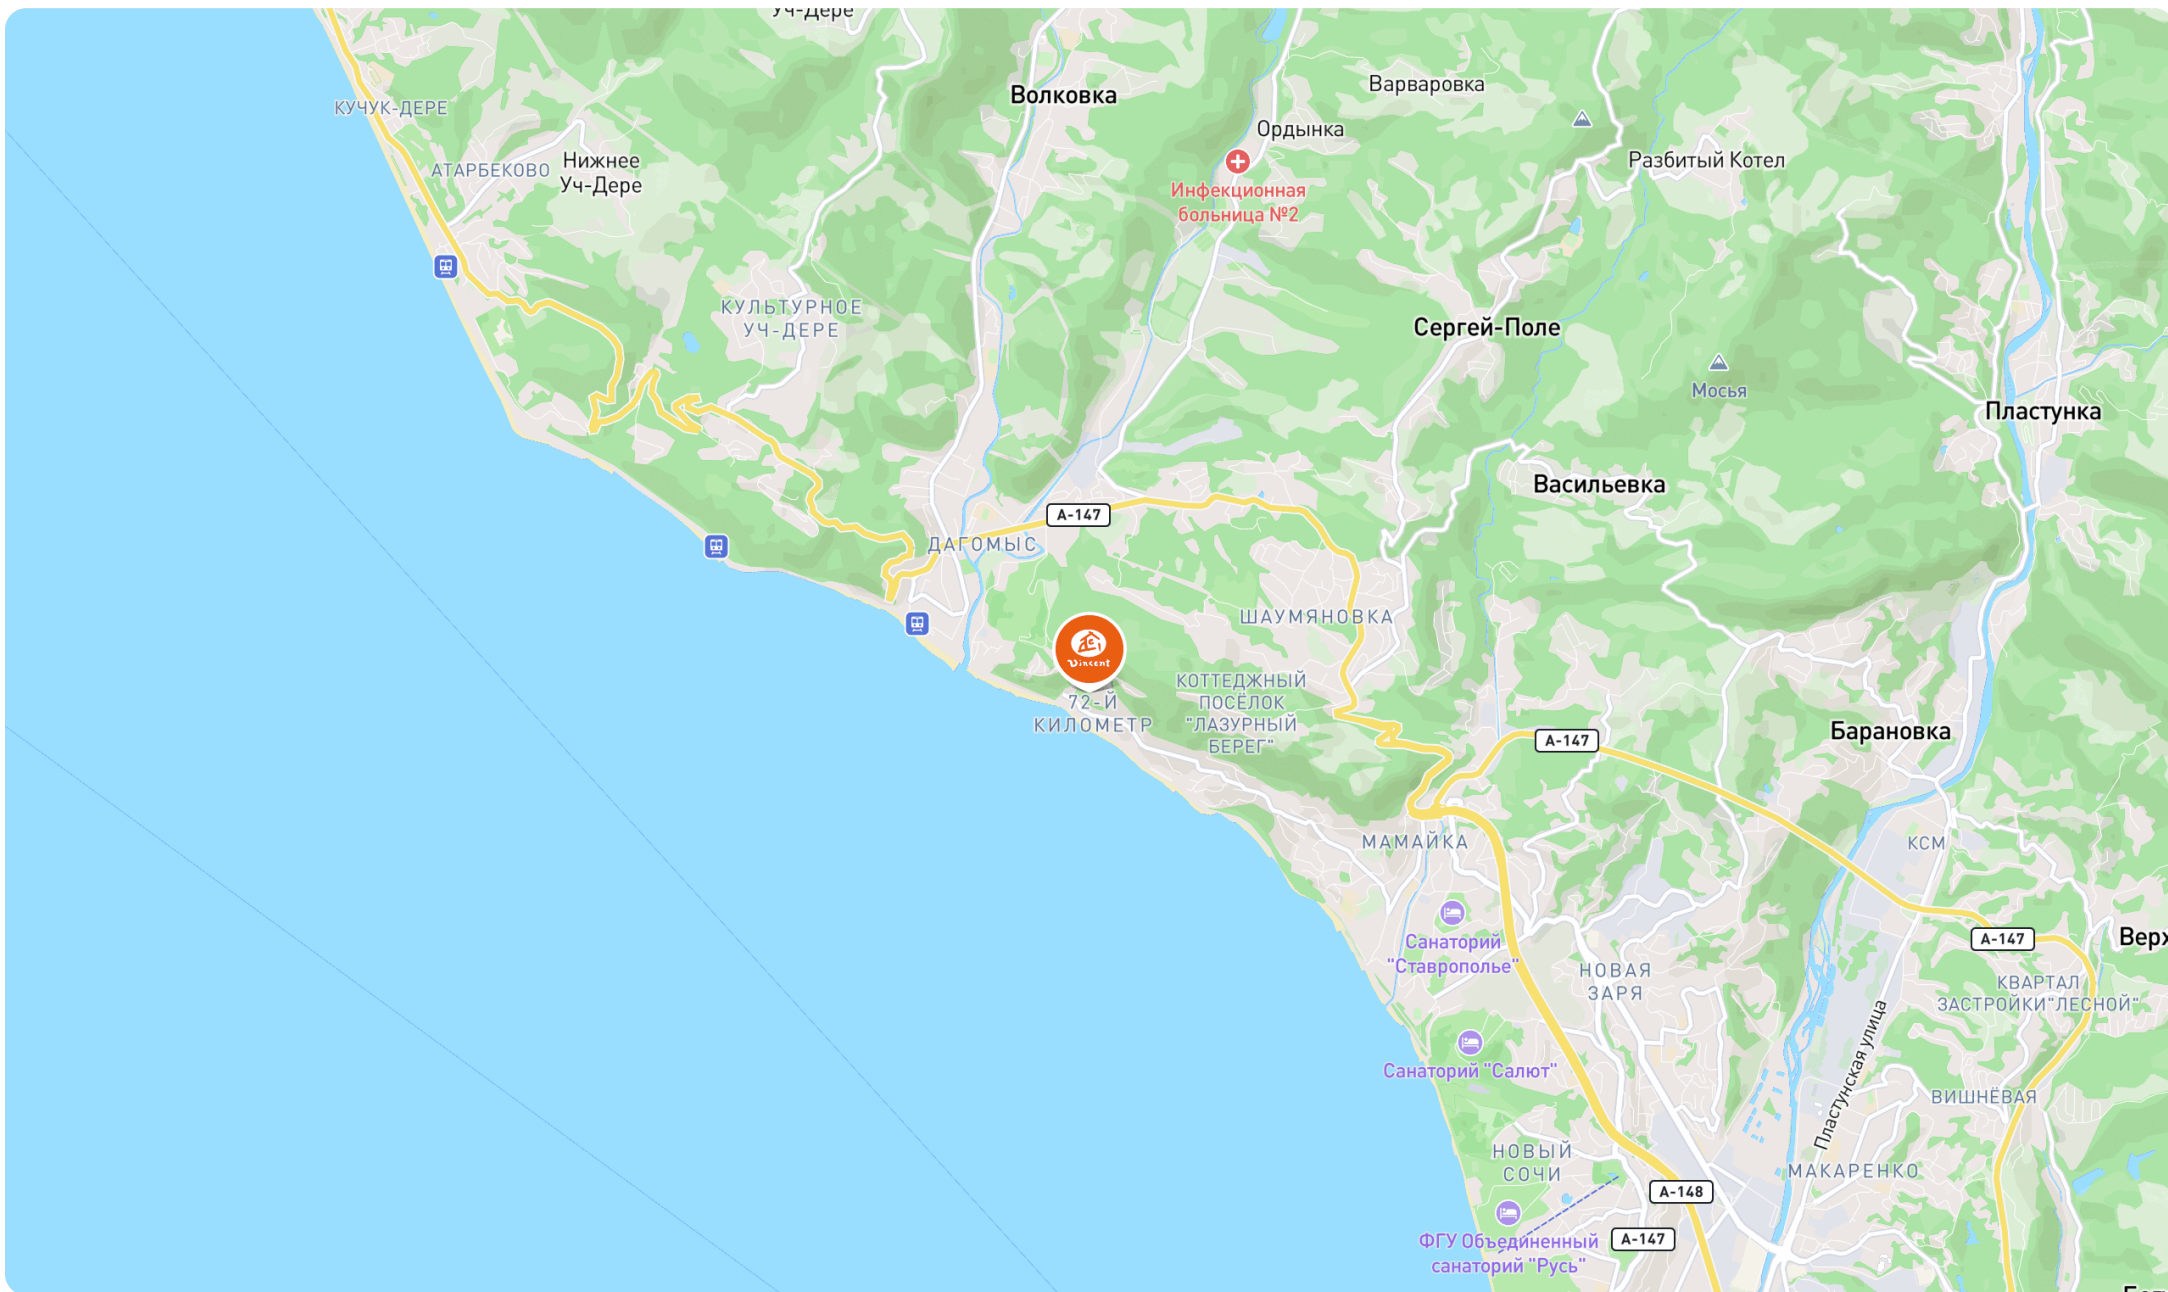 Уч-Дере
КУЧУК-ДЕРЕ
Волковка
Варваровка
Ордынка
АТАРБЕКОВО
Нижнее
Уч-Дере
Разбитый Котел
Инфекционная
больница №2
КУЛЬТУРНОЕ
УЧ-ДЕРЕ
Сергей-Поле
Мосья
Пластунка
Васильевка
А-147
ДАГОМЫС
ШАУМЯНОВКА
Vincent
72-Й
КИЛОМЕТР
КОТТЕДЖНЫЙ
ПОСЁЛОК
"ЛАЗУРНЫЙ
БЕРЕГ"
А-147
Барановка
МАМАЙКА
КСМ
Санаторий
"Ставрополье"
А-147
Верх
НОВАЯ
ЗАРЯ
КВАРТАЛ
ЗАСТРОЙКИ"ЛЕСНОЙ"
Пластунская улица
Санаторий "Салют"
ВИШНЁВАЯ
НОВЫЙ
СОЧИ
МАКАРЕНКО
А-148
А-147
ФГУ Объединенный
санаторий "Русь"